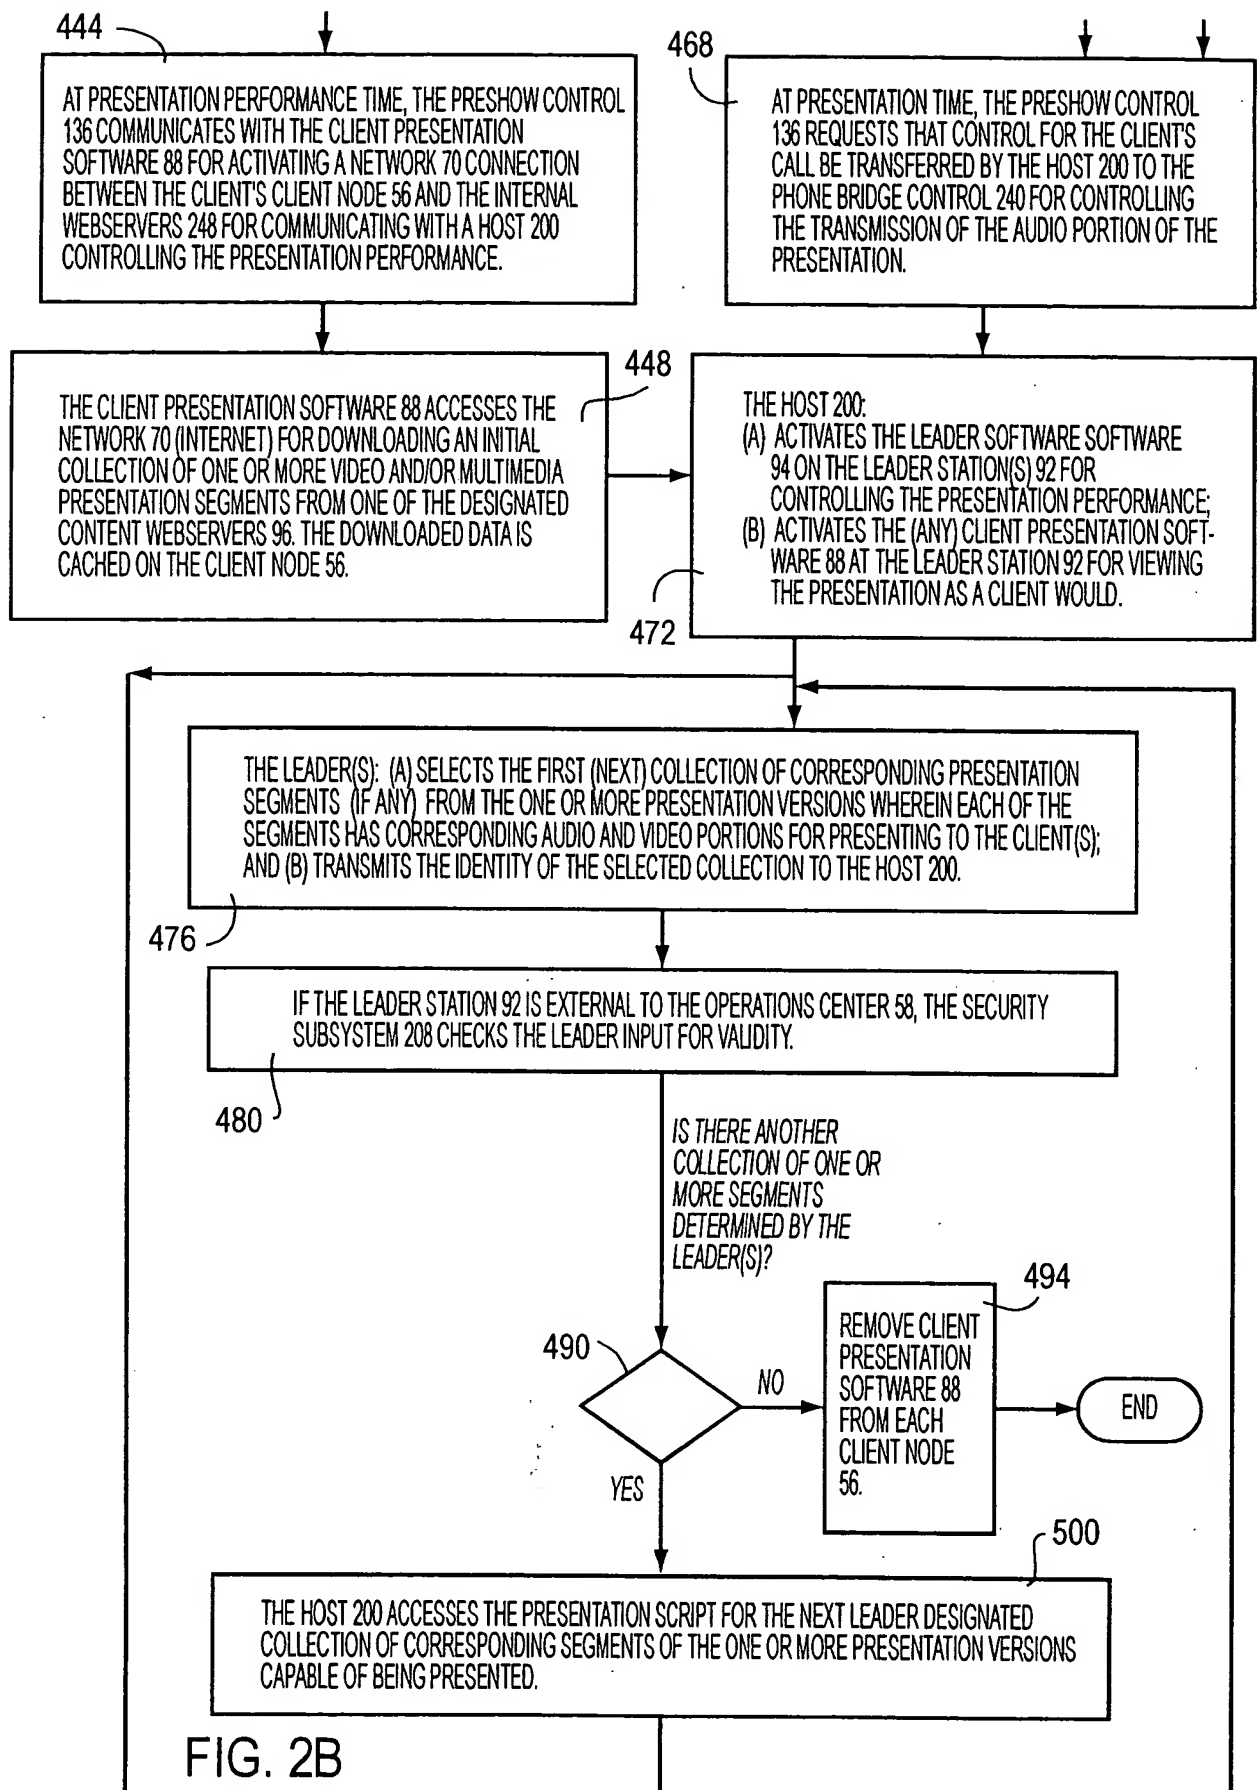 444
AT PRESENTATION PERFORMANCE TIME, THE PRESHOW CONTROL
136 COMMUNICATES WITH THE CLIENT PRESENTATION
SOFTWARE 88 FOR ACTIVATING A NETWORK 70 CONNECTION
BETWEEN THE CLIENT'S CLIENT NODE 56 AND THE INTERNAL
WEBSERVERS 248 FOR COMMUNICATING WITH A HOST 200
CONTROLLING THE PRESENTATION PERFORMANCE.
468
AT PRESENTATION TIME, THE PRESHOW CONTROL
136 REQUESTS THAT CONTROL FOR THE CLIENT'S
CALL BE TRANSFERRED BY THE HOST 200 TO THE
PHONE BRIDGE CONTROL 240 FOR CONTROLLING
THE TRANSMISSION OF THE AUDIO PORTION OF THE
PRESENTATION.
448
THE CLIENT PRESENTATION SOFTWARE 88 ACCESSES THE
NETWORK 70 (INTERNET) FOR DOWNLOADING AN INITIAL
COLLECTION OF ONE OR MORE VIDEO AND/OR MULTIMEDIA
PRESENTATION SEGMENTS FROM ONE OF THE DESIGNATED
CONTENT WEBSERVERS 96. THE DOWNLOADED DATA IS
CACHED ON THE CLIENT NODE 56.
THE HOST 200:
(A) ACTIVATES THE LEADER SOFTWARE SOFTWARE
94 ON THE LEADER STATION(S) 92 FOR
CONTROLLING THE PRESENTATION PERFORMANCE;
(B) ACTIVATES THE (ANY) CLIENT PRESENTATION SOFT-
WARE 88 AT THE LEADER STATION 92 FOR VIEWING
THE PRESENTATION AS A CLIENT WOULD.
472
THE LEADER(S): (A) SELECTS THE FIRST (NEXT) COLLECTION OF CORRESPONDING PRESENTATION
SEGMENTS (IF ANY) FROM THE ONE OR MORE PRESENTATION VERSIONS WHEREIN EACH OF THE
SEGMENTS HAS CORRESPONDING AUDIO AND VIDEO PORTIONS FOR PRESENTING TO THE CLIENT(S);
AND (B) TRANSMITS THE IDENTITY OF THE SELECTED COLLECTION TO THE HOST 200.
476
IF THE LEADER STATION 92 IS EXTERNAL TO THE OPERATIONS CENTER 58, THE SECURITY
SUBSYSTEM 208 CHECKS THE LEADER INPUT FOR VALIDITY.
480
IS THERE ANOTHER
COLLECTION OF ONE OR
MORE SEGMENTS
DETERMINED BY THE
LEADER(S)?
490
NO
YES
494
REMOVE CLIENT
PRESENTATION
SOFTWARE 88
FROM EACH
CLIENT NODE
56.
END
500
THE HOST 200 ACCESSES THE PRESENTATION SCRIPT FOR THE NEXT LEADER DESIGNATED
COLLECTION OF CORRESPONDING SEGMENTS OF THE ONE OR MORE PRESENTATION VERSIONS
CAPABLE OF BEING PRESENTED.
FIG. 2B